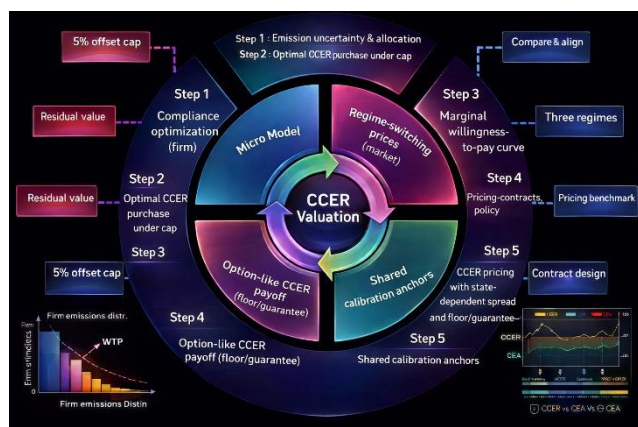 Step 1 : Emission uncertainty & allocation
Step 2 : Optimal CCER purchase under cap
5% offset cap
Residual value
Residual value
5% offset cap
Step 1
Compliance
optimization
(firm)
Step 2
Optimal CCER
purchase
under cap
Step 3
Step 4
Option-like CCER
payoff (floor/guarantee)
Micro Model
Regime-switching
prices
(market)
CCER
Valuation
Option-like CCER
payoff
(floor/guarantee)
Shared
calibration anchors
Step 3
Marginal
willingness-
to-pay curve
Step 4
Pricing-contracts,
policy
Step 5
CCER pricing
with state-
dependent spread
and floor/guarantee
Step 5
Shared calibration anchors
Compare & align
Three regimes
Pricing benchmark
Contract design
Firm emissions distr.
WTP
Firm emissions Distin
CCER
CEA
CCER vs CEA Vs CEA